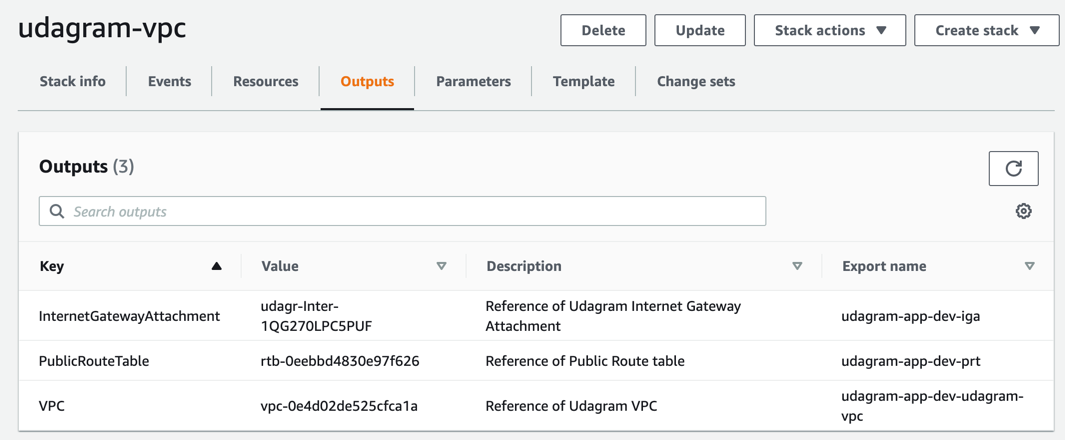 udagram-vpc
Delete
Update
Stack actions
Create stack
Stack info
Events
Resources
Outputs
Parameters
Template
Change sets
Outputs (3)
Search outputs
Key
Value
Description
Export name
InternetGatewayAttachment
udagr-Inter-
1QG270LPC5PUF
Reference of Udagram Internet Gateway
Attachment
udagram-app-dev-iga
PublicRouteTable
rtb-0eebbd4830e97f626
Reference of Public Route table
udagram-app-dev-prt
VPC
vpc-0e4d02de525cfca1a
Reference of Udagram VPC
udagram-app-dev-udagram-
vpc